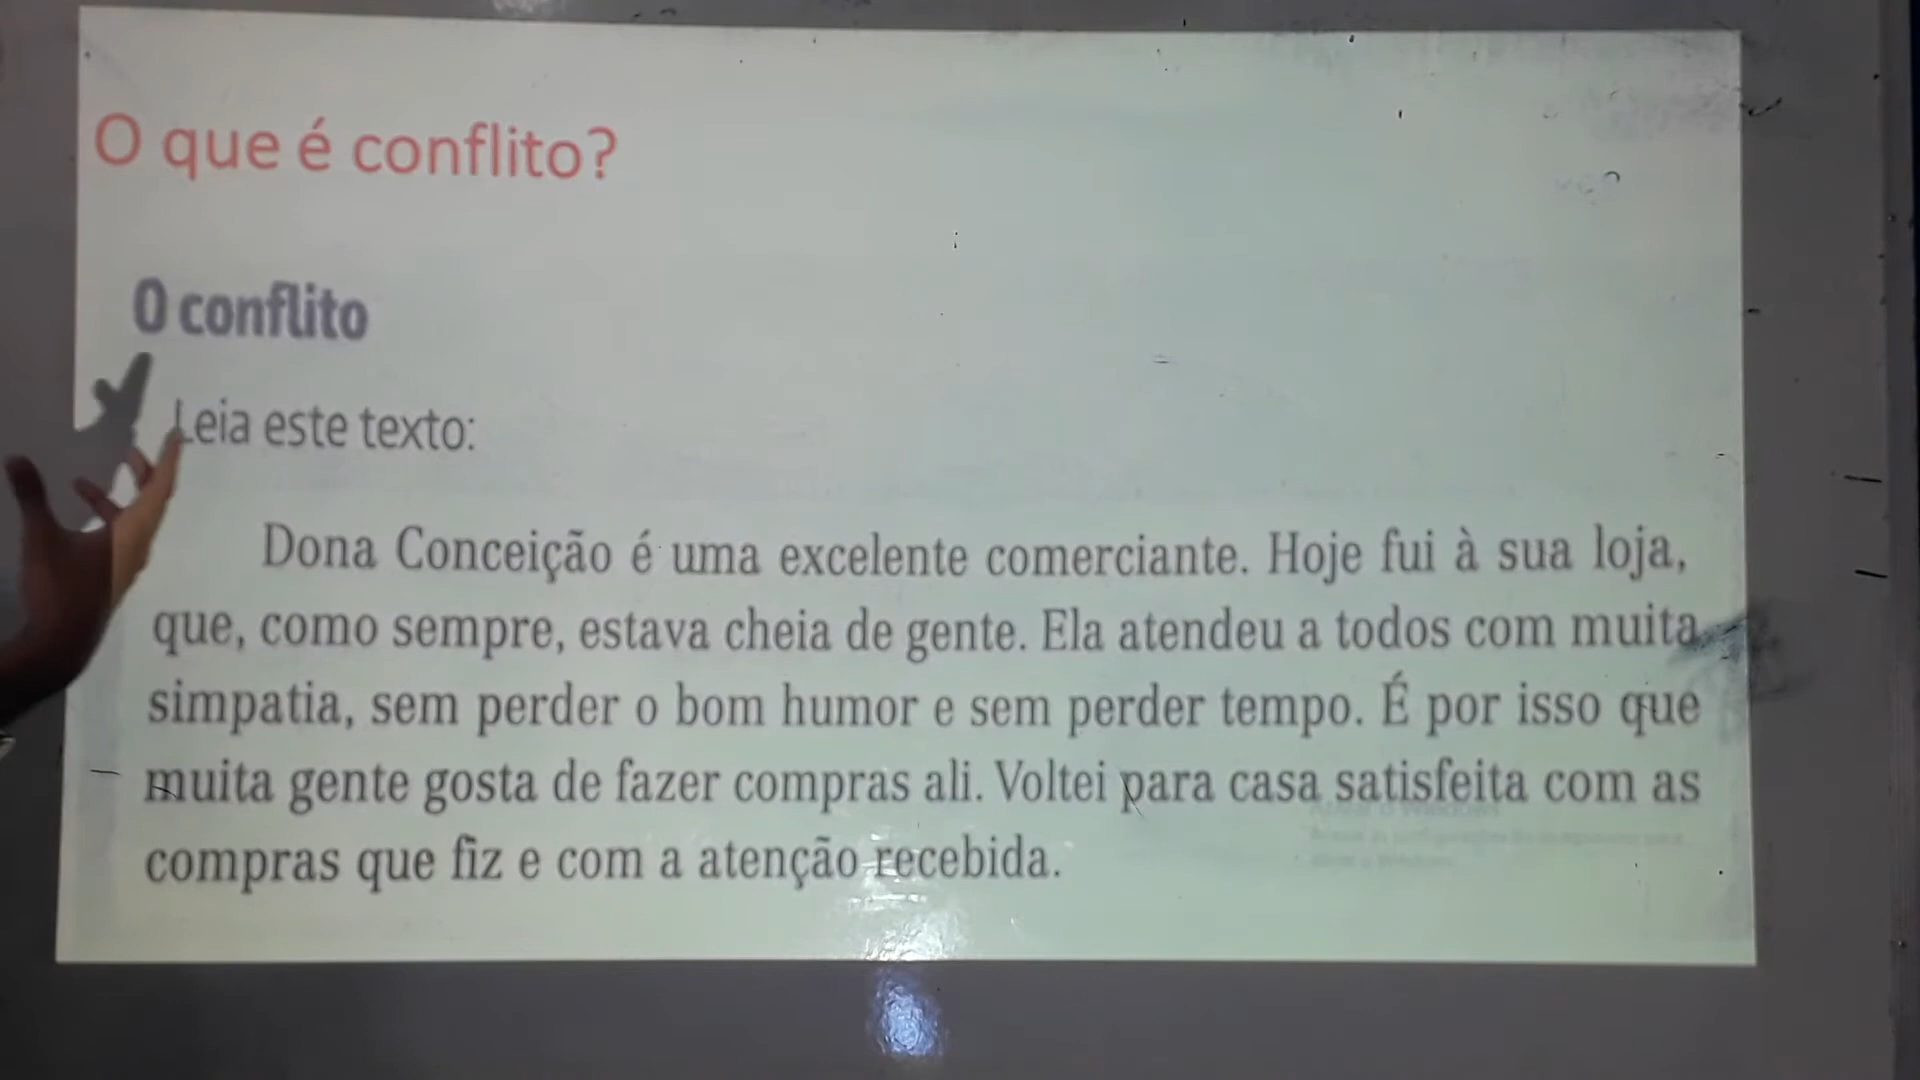 O que é conflito?
O conflito
Leia este texto:
Dona Conceição é uma excelente comerciante. Hoje fui à sua loja,
que, como sempre, estava cheia de gente. Ela atendeu a todos com muita
simpatia, sem perder o bom humor e sem perder tempo. É por isso que
muita gente gosta de fazer compras ali. Voltei para casa satisfeita com as
compras que fiz e com a atenção recebida.